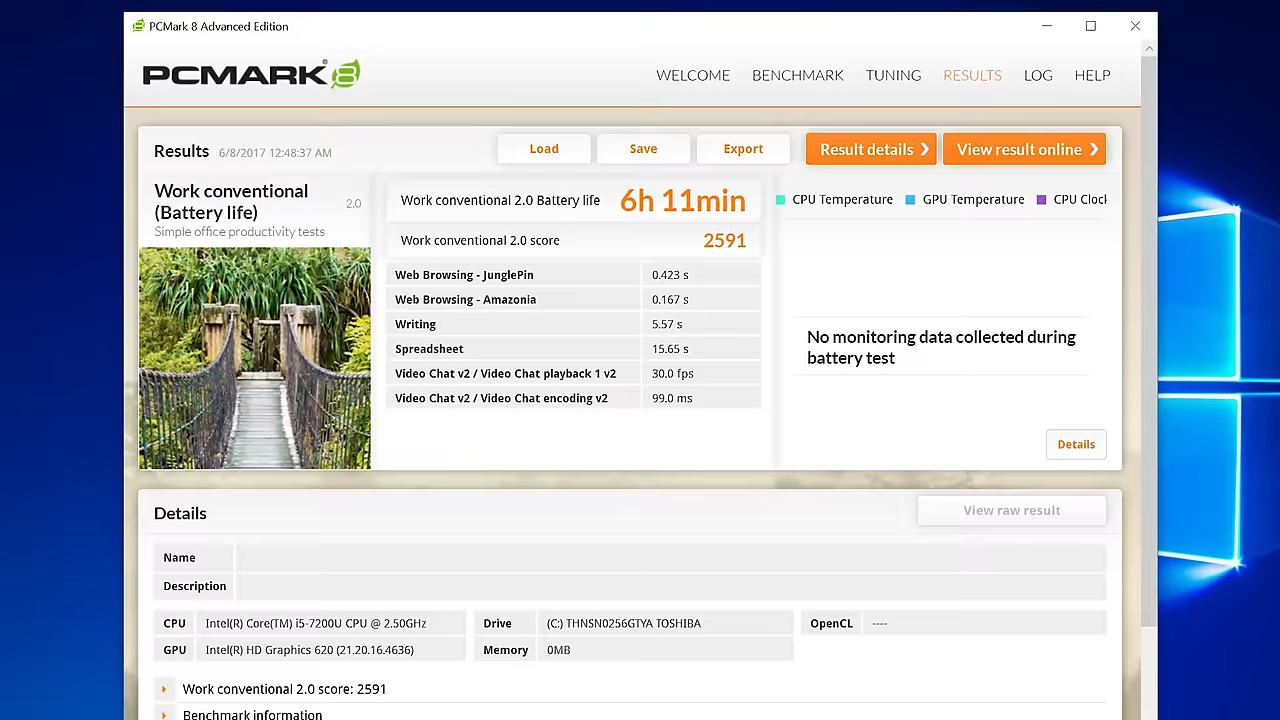 PCMark 8 Advanced Edition
PCMARK® 8
WELCOME BENCHMARK TUNING RESULTS LOG HELP
Results 6/8/2017 12:48:37 AM
Load Save Export Result details View result online
Work conventional
(Battery life)
2.0
Simple office productivity tests
Work conventional 2.0 Battery life 6h 11min
Work conventional 2.0 score 2591
Web Browsing - JunglePin 0.423 s
Web Browsing - Amazonia 0.167 s
Writing 5.57 s
Spreadsheet 15.65 s
Video Chat v2 / Video Chat playback 1 v2 30.0 fps
Video Chat v2 / Video Chat encoding v2 99.0 ms
CPU Temperature GPU Temperature CPU Clock
No monitoring data collected during
battery test
Details
Details
View raw result
Name
Description
CPU Intel(R) Core(TM) i5-7200U CPU @ 2.50GHz Drive (C:) THNSN0256GTYA TOSHIBA OpenCL ----
GPU Intel(R) HD Graphics 620 (21.20.16.4636) Memory 0MB
Work conventional 2.0 score: 2591
Benchmark information